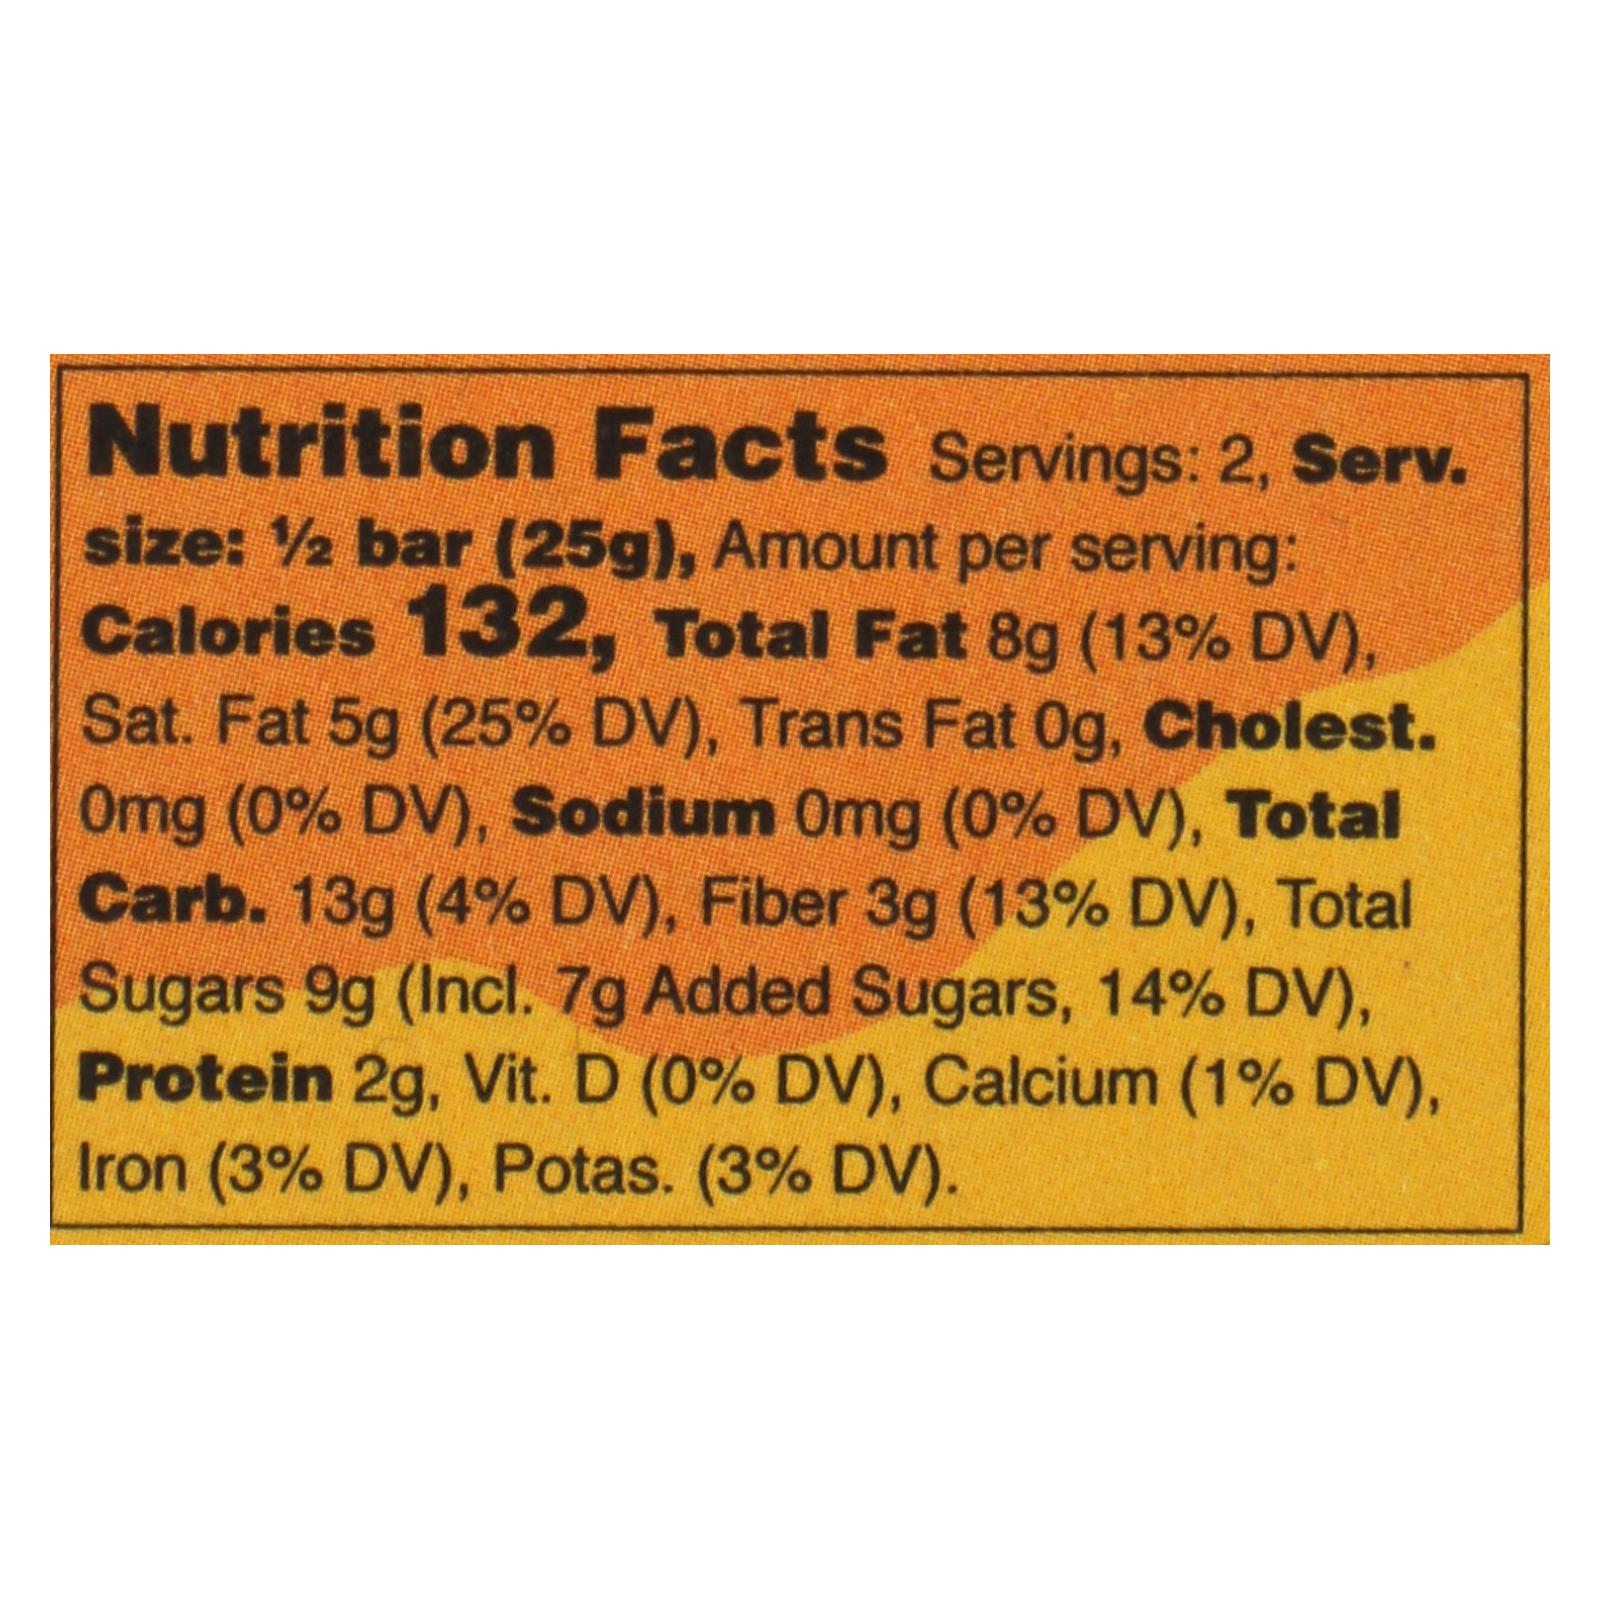 Nutrition Facts Servings: 2, Serv.
size: ½ bar (25g), Amount per serving:
Calories 132, Total Fat 8g (13% DV),
Sat. Fat 5g (25% DV), Trans Fat 0g, Cholest.
0mg (0% DV), Sodium 0mg (0% DV), Total
Carb. 13g (4% DV), Fiber 3g (13% DV), Total
Sugars 9g (Incl. 7g Added Sugars, 14% DV),
Protein 2g, Vit. D (0% DV), Calcium (1% DV),
Iron (3% DV), Potas. (3% DV).